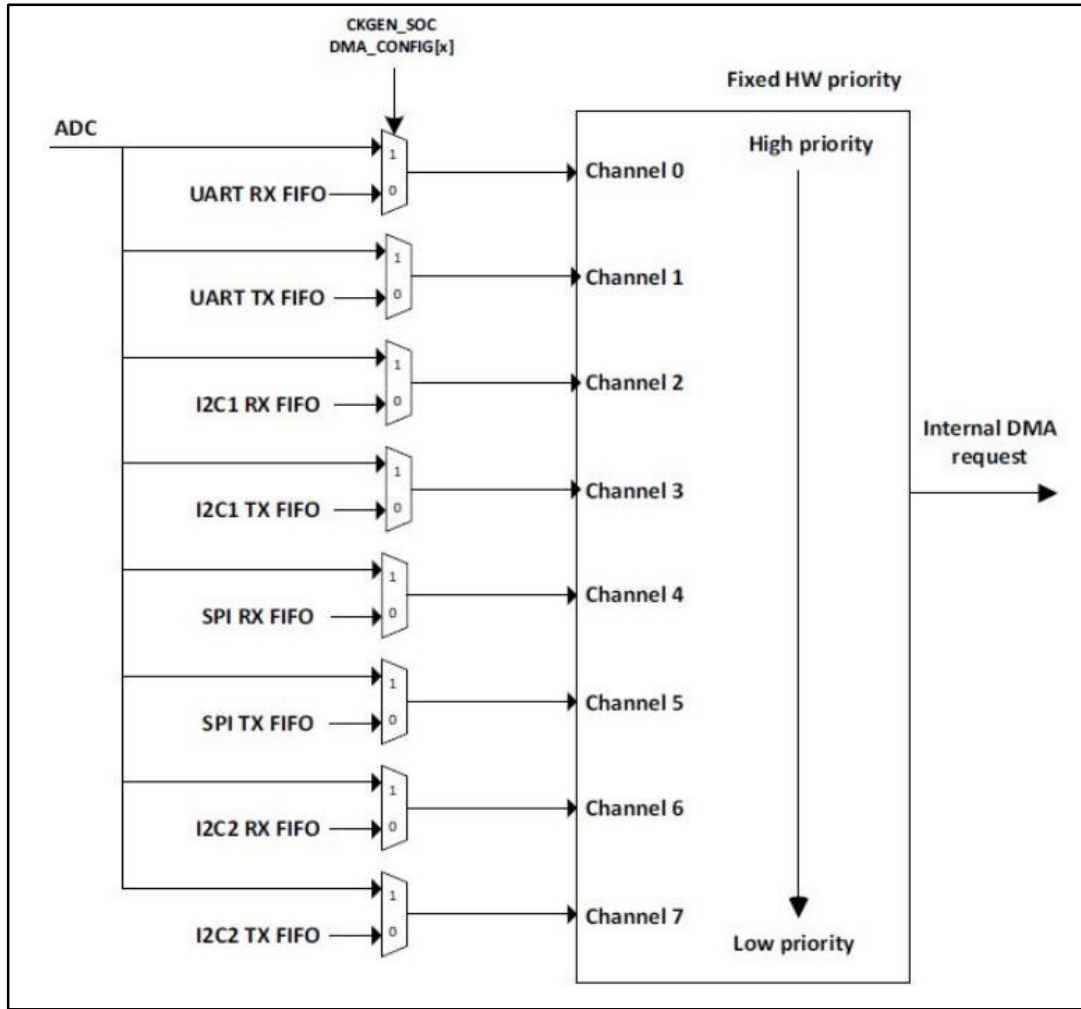 CKGEN_SOC
DMA_CONFIG[x]
Fixed HW priority
ADC
High priority
1
Channel 0
UART RX FIFO
0
1
Channel 1
UART TX FIFO
0
1
Channel 2
I2C1 RX FIFO
0
1
Channel 3
I2C1 TX FIFO
0
Internal DMA
request
1
Channel 4
SPI RX FIFO
0
1
Channel 5
SPI TX FIFO
0
1
Channel 6
I2C2 RX FIFO
0
1
Channel 7
I2C2 TX FIFO
0
Low priority